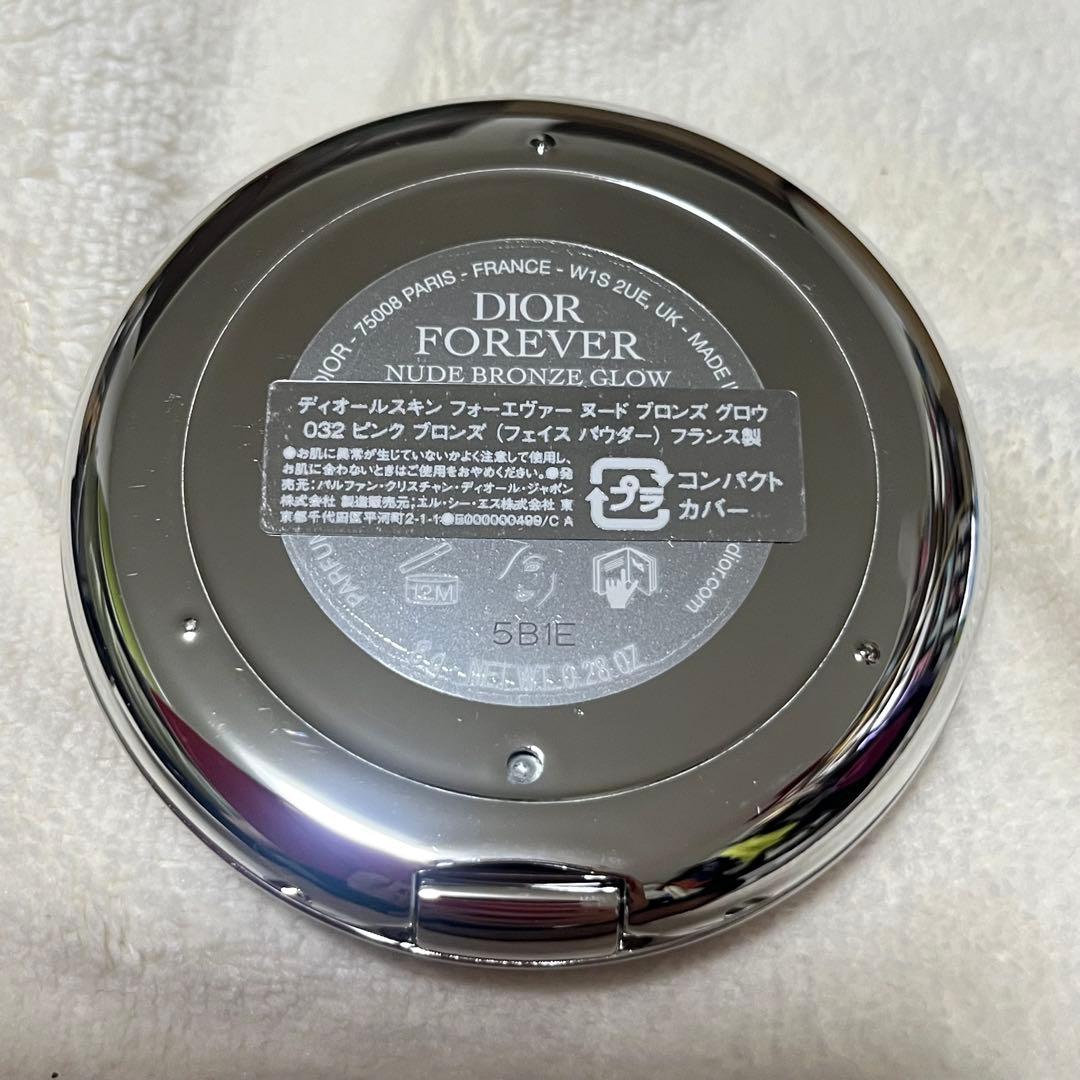 DIOR - 75008 PARIS - FRANCE - W1S 2UE, UK - MADE
DIOR
FOREVER
NUDE BRONZE GLOW
ディオールスキン フォーエヴァー ヌード ブロンズ グロウ
032 ピンク ブロンズ (フェイス パウダー) フランス製
●お肌に異常が生じていないかよく注意して使用し、
お肌に合わないときはご使用をおやめください。●発
売元:パルファン・クリスチャン・ディオール・ジャポン
株式会社 製造販売元:エル・シー・エス株式会社 東
京都千代田区平河町2-1-1
プラ
コンパクト
カバー
12M
5B1E
NET WT. 0.28 OZ
dior.com